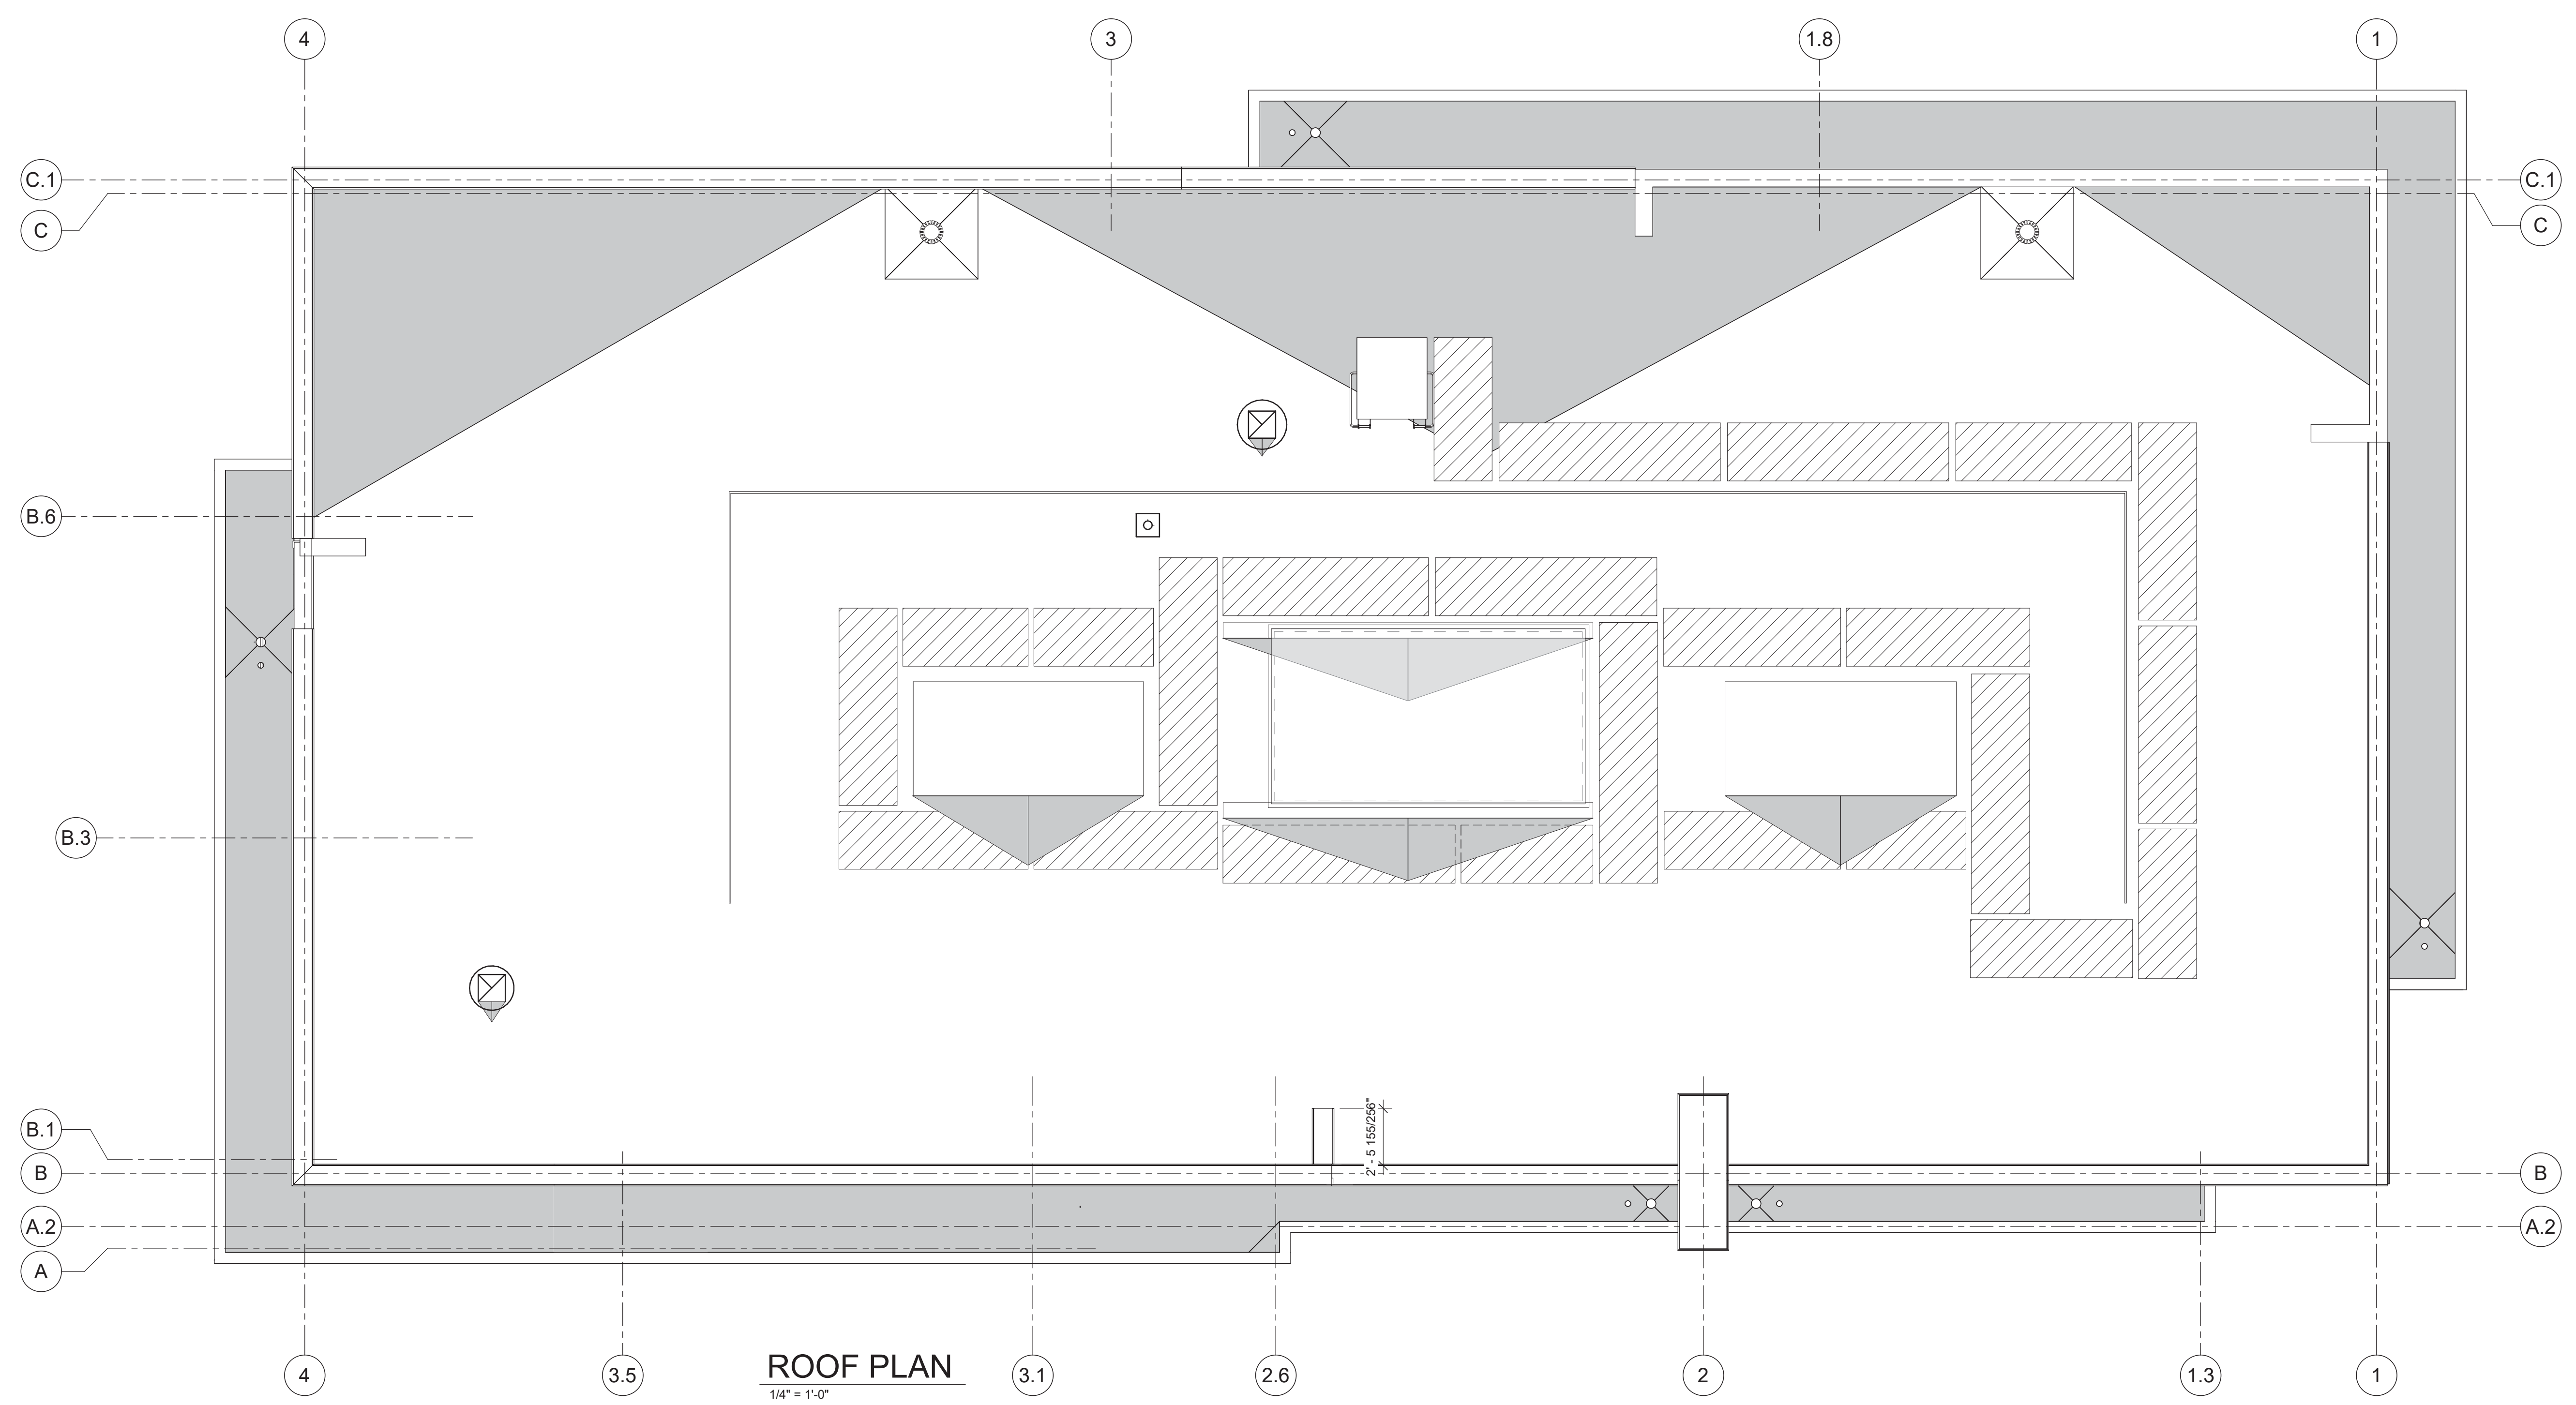 4
3
1.8
1
C.1
C.1
C
C
B.6
B.3
B.1
2' - 5 155/256"
B
B
A.2
A.2
A
4
3.5
ROOF PLAN
1/4" = 1'-0"
3.1
2.6
2
1.3
1